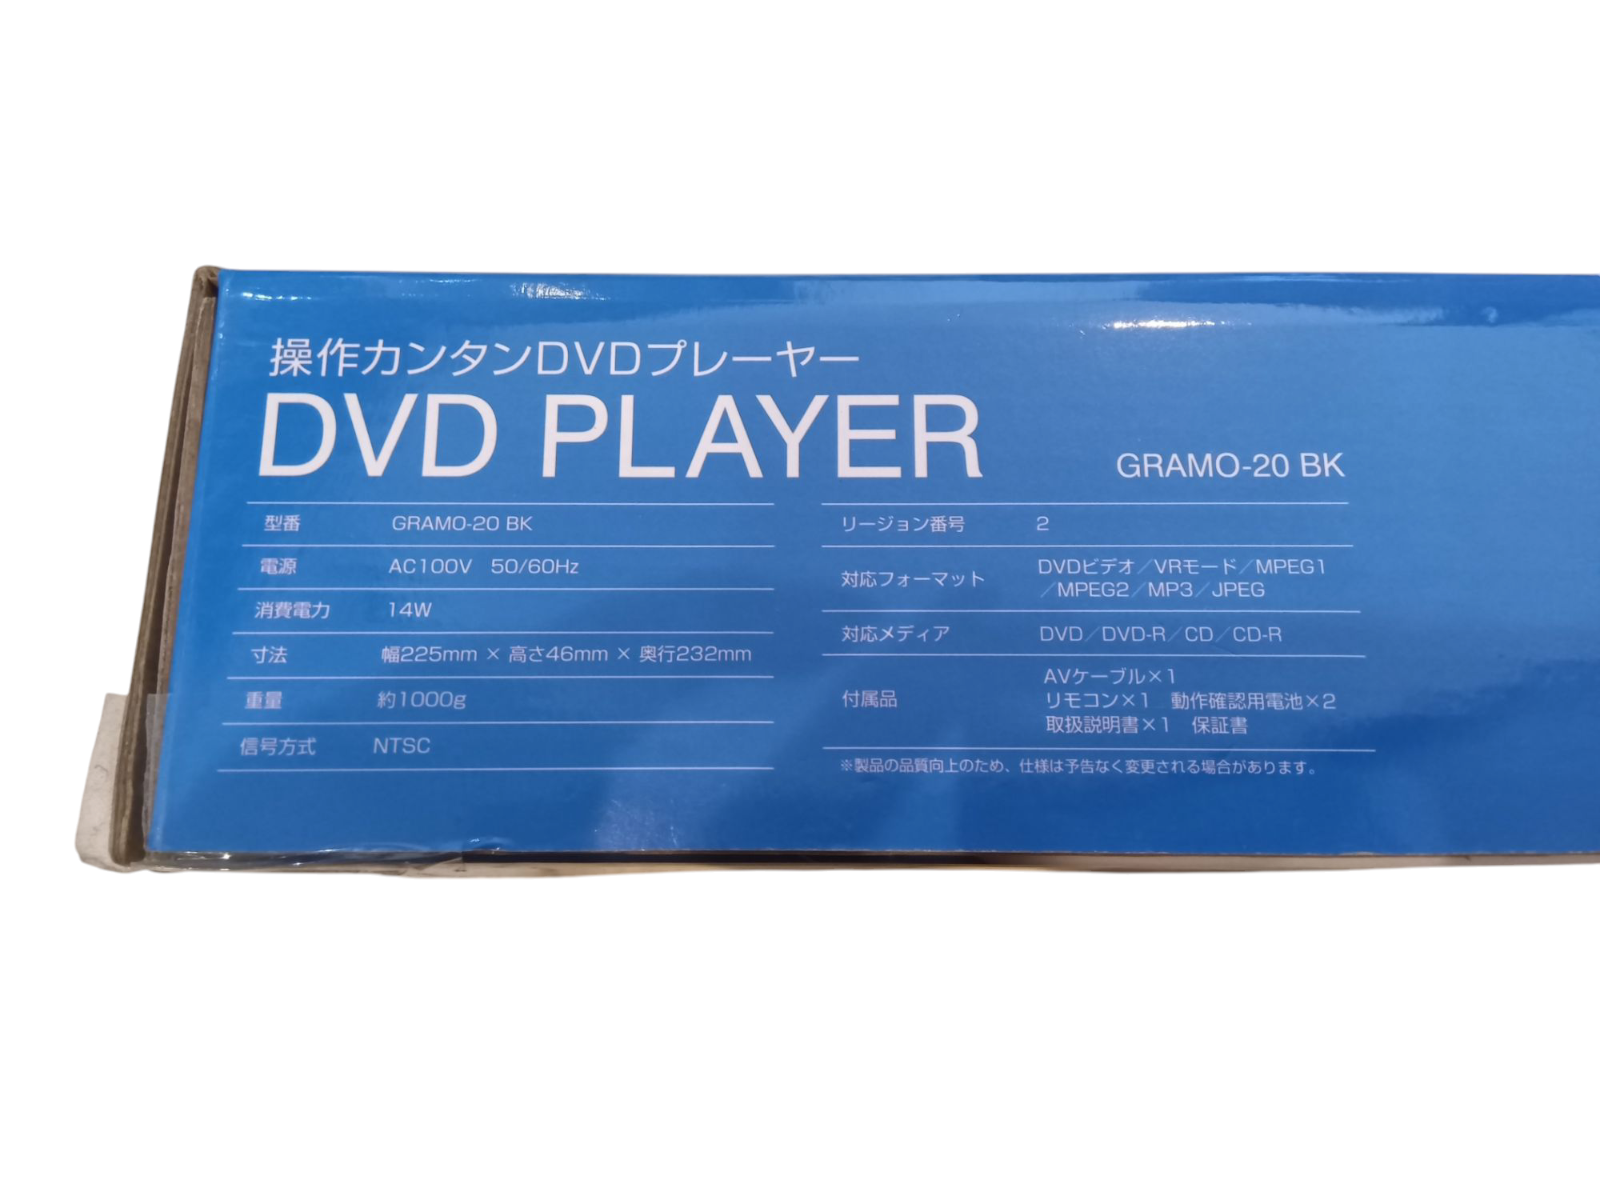 操作カンタンDVDプレーヤー
DVD PLAYER
GRAMO-20 BK
型番 GRAMO-20 BK
電源 AC100V 50/60Hz
消費電力 14W
寸法 幅225mm × 高さ46mm × 奥行232mm
重量 約1000g
信号方式 NTSC
リージョン番号 2
対応フォーマット DVDビデオ／VRモード／MPEG1
／MPEG2／MP3／JPEG
対応メディア DVD／DVD-R／CD／CD-R
付属品 AVケーブル×1
リモコン×1 動作確認用電池×2
取扱説明書×1 保証書
※製品の品質向上のため、仕様は予告なく変更される場合があります。